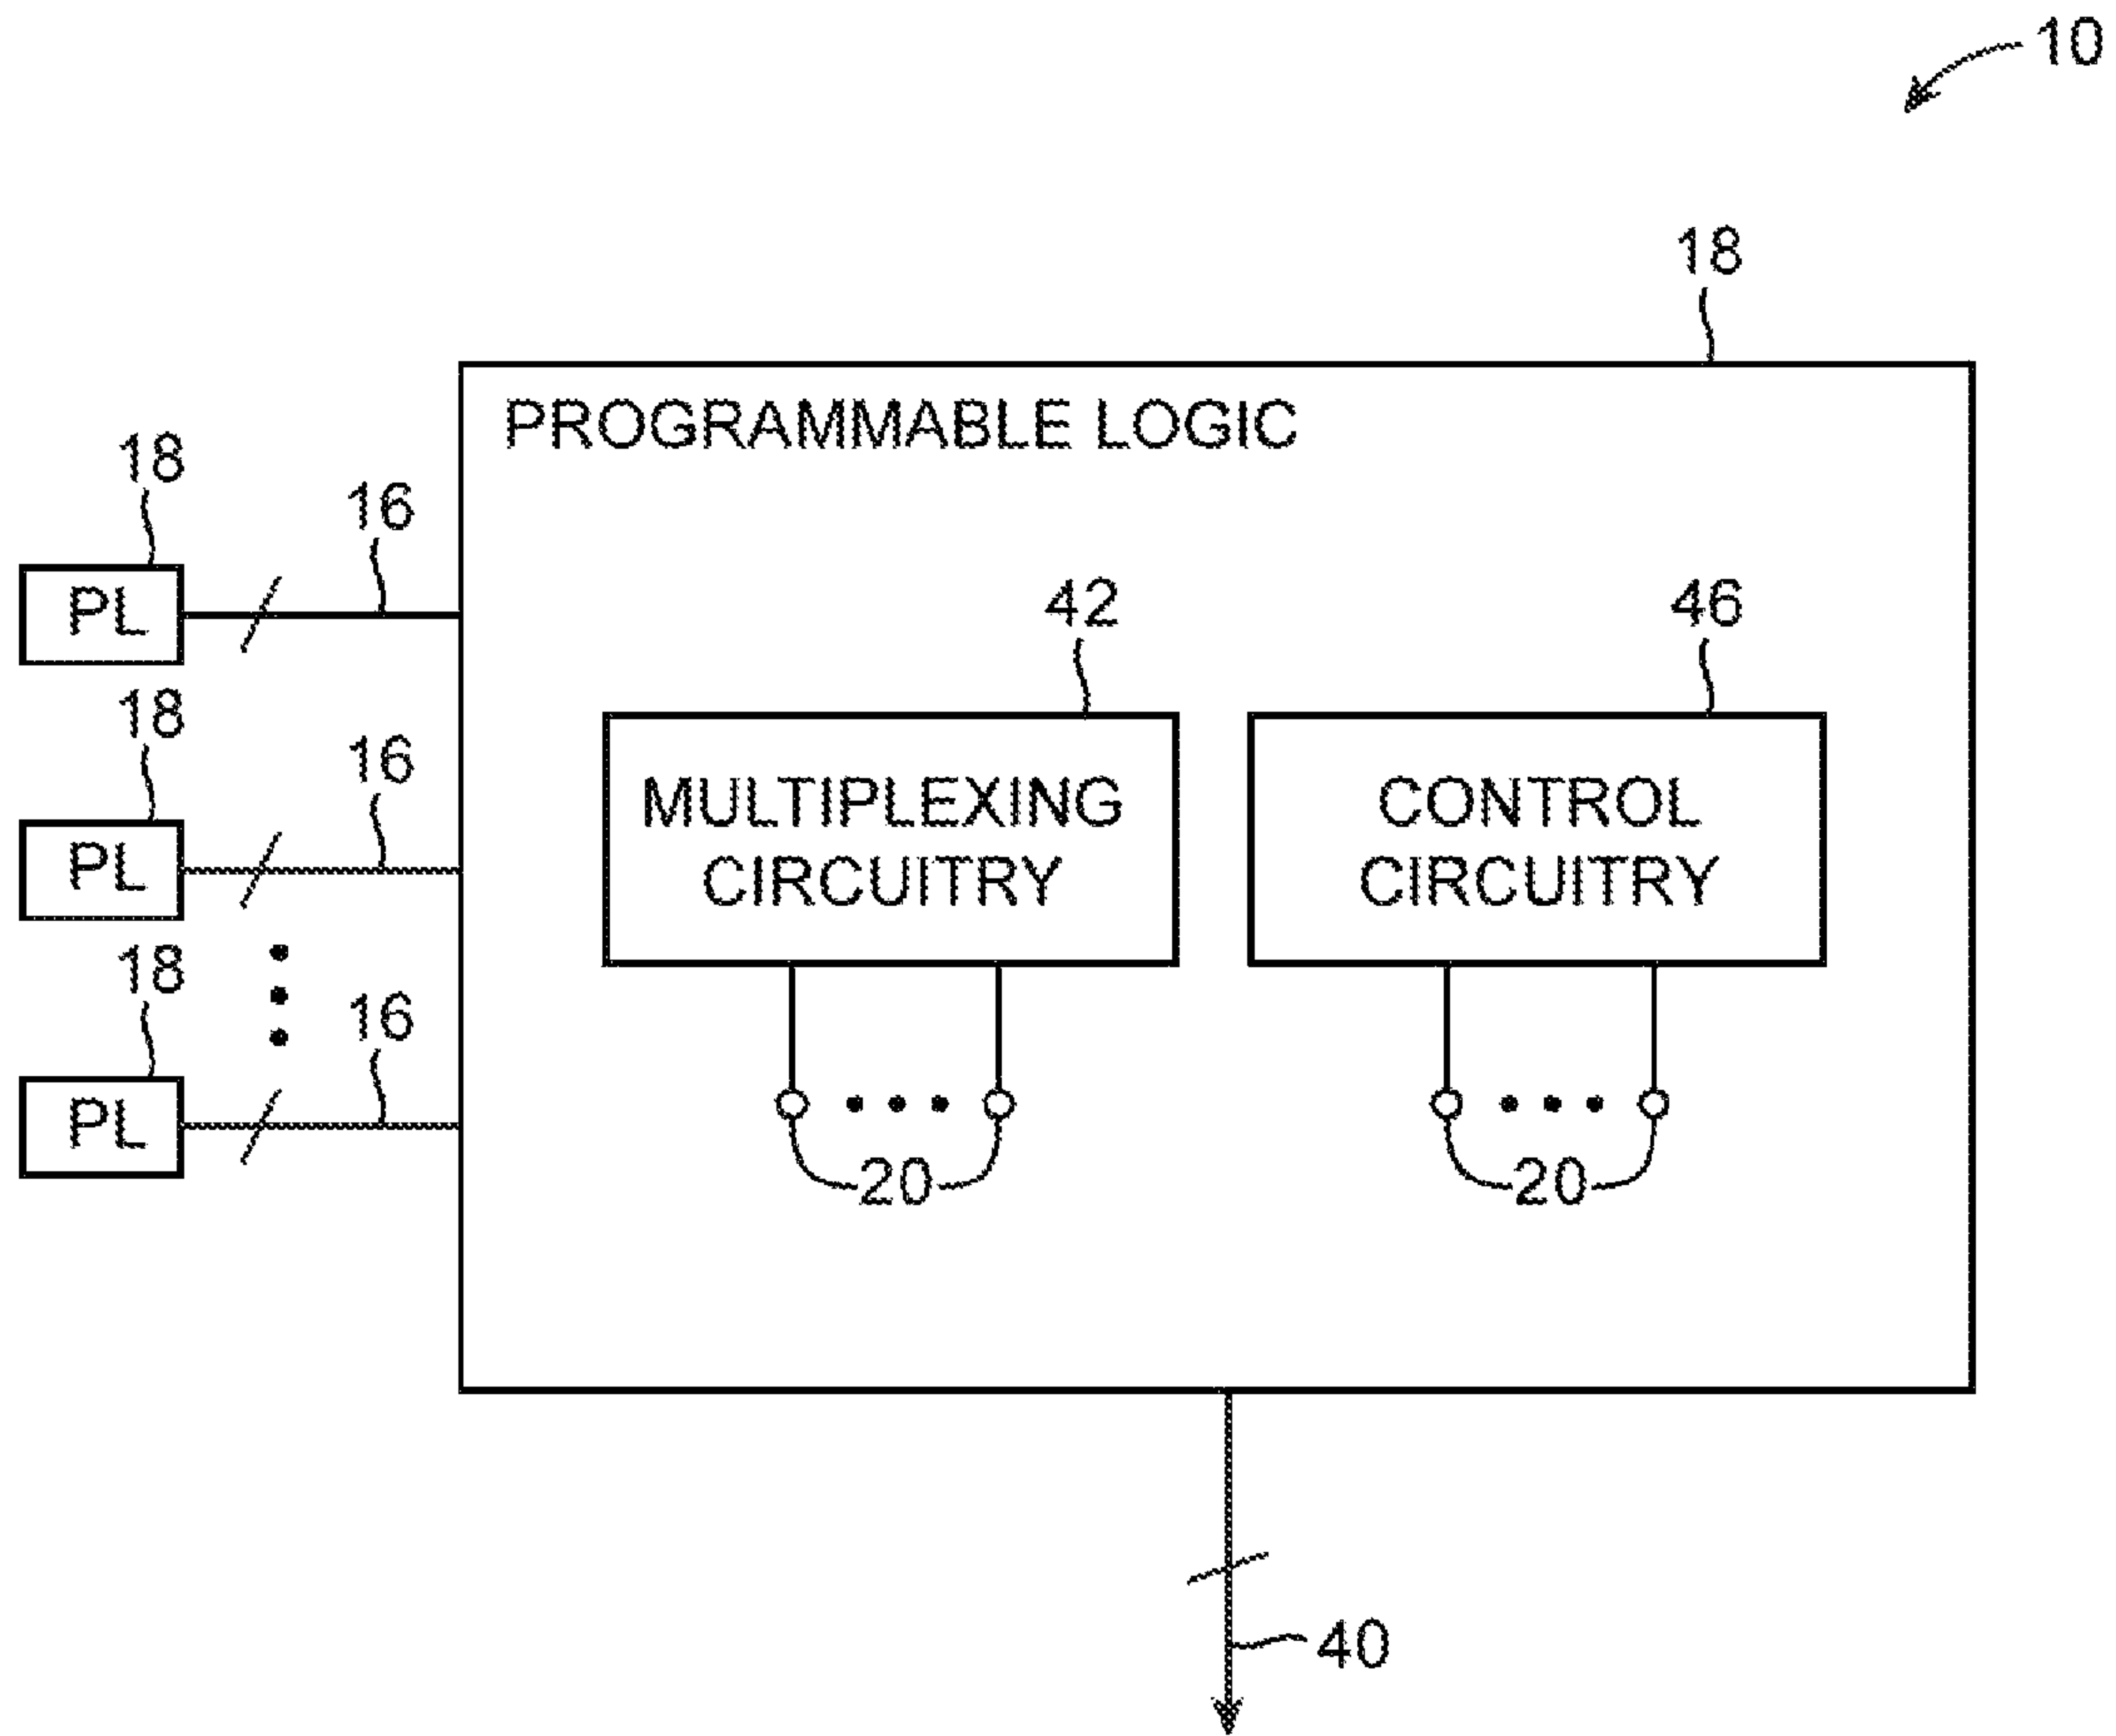 10
18
PROGRAMMABLE LOGIC
18
16
PL
42
46
18
16
MULTIPLEXING
CIRCUITRY
CONTROL
CIRCUITRY
PL
18
16
PL
20
20
40